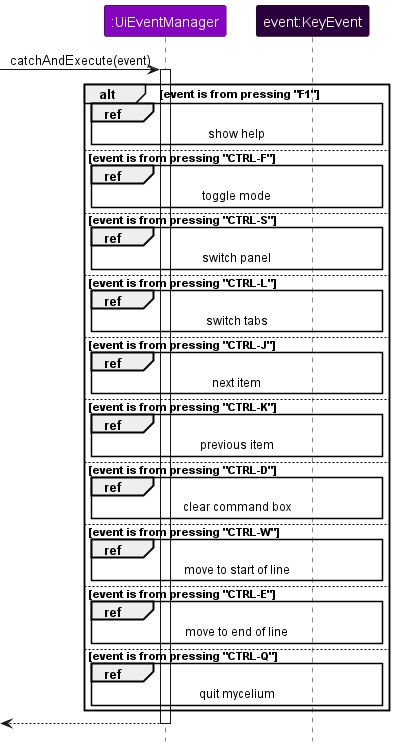 :UiEventManager
event:KeyEvent
catchAndExecute(event)
alt [event is from pressing "F1"]
ref
show help
[event is from pressing "CTRL-F"]
ref
toggle mode
[event is from pressing "CTRL-S"]
ref
switch panel
[event is from pressing "CTRL-L"]
ref
switch tabs
[event is from pressing "CTRL-J"]
ref
next item
[event is from pressing "CTRL-K"]
ref
previous item
[event is from pressing "CTRL-D"]
ref
clear command box
[event is from pressing "CTRL-W"]
ref
move to start of line
[event is from pressing "CTRL-E"]
ref
move to end of line
[event is from pressing "CTRL-Q"]
ref
quit mycelium